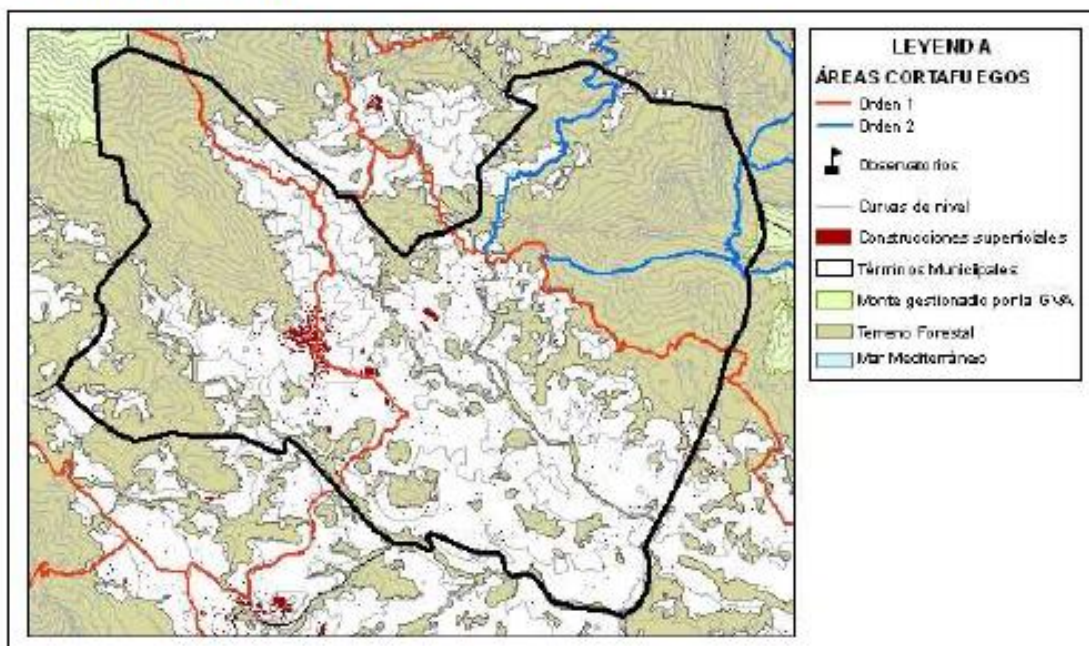 LEYENDA
ÁREAS CORTAFUEGOS
Orden 1
Orden 2
Observatorios
Curvas de nivel
Construcciones superficiales
Términos Municipales
Monte gestionado por la GVA
Terreno Forestal
Mar Mediterráneo